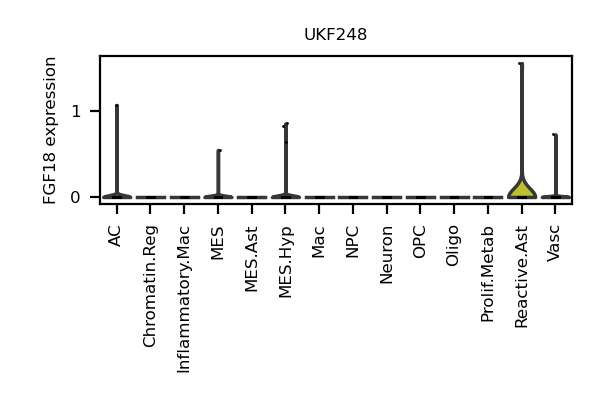 UKF248
FGF18 expression
1
0
AC
Chromatin.Reg
Inflammatory.Mac
MES
MES.Ast
MES.Hyp
Mac
NPC
Neuron
OPC
Oligo
Prolif.Metab
Reactive.Ast
Vasc